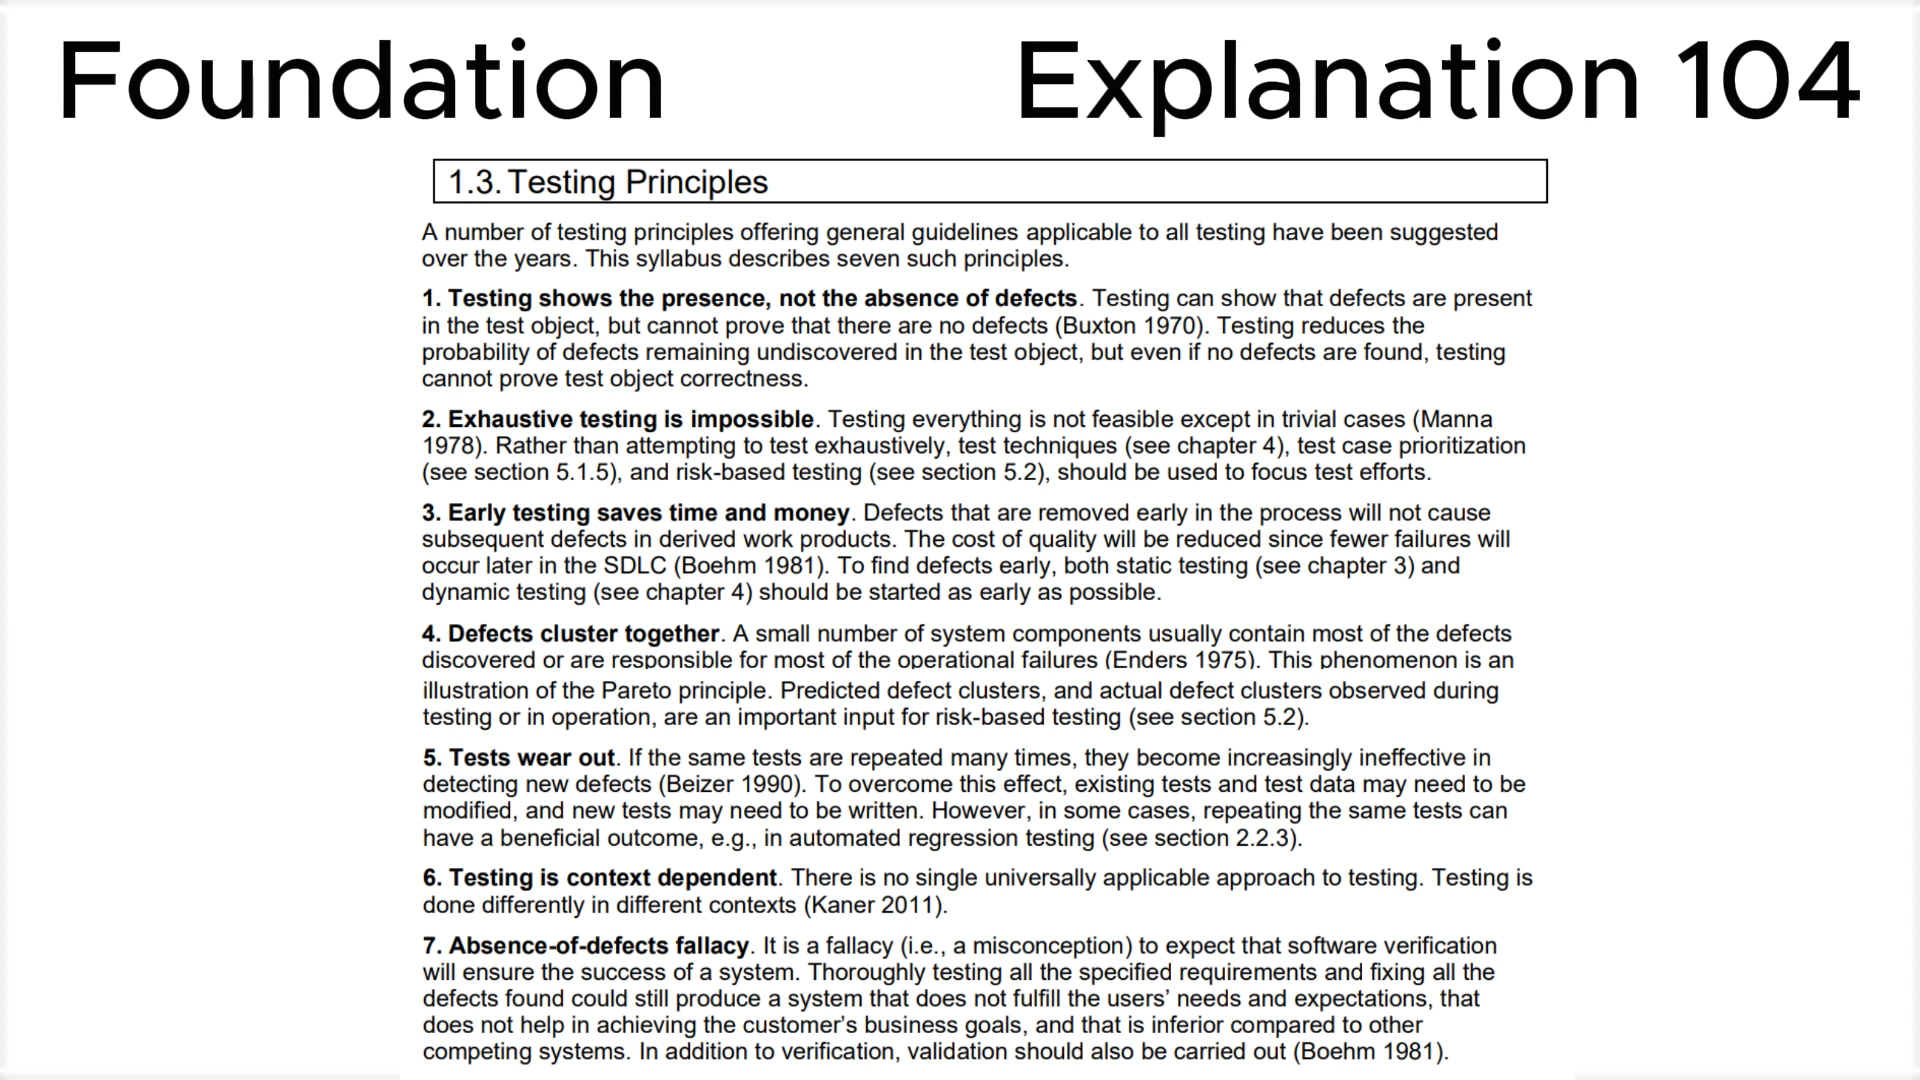 Foundation
Explanation 104
1.3. Testing Principles
A number of testing principles offering general guidelines applicable to all testing have been suggested
over the years. This syllabus describes seven such principles.
1. Testing shows the presence, not the absence of defects. Testing can show that defects are present
in the test object, but cannot prove that there are no defects (Buxton 1970). Testing reduces the
probability of defects remaining undiscovered in the test object, but even if no defects are found, testing
cannot prove test object correctness.
2. Exhaustive testing is impossible. Testing everything is not feasible except in trivial cases (Manna
1978). Rather than attempting to test exhaustively, test techniques (see chapter 4), test case prioritization
(see section 5.1.5), and risk-based testing (see section 5.2), should be used to focus test efforts.
3. Early testing saves time and money. Defects that are removed early in the process will not cause
subsequent defects in derived work products. The cost of quality will be reduced since fewer failures will
occur later in the SDLC (Boehm 1981). To find defects early, both static testing (see chapter 3) and
dynamic testing (see chapter 4) should be started as early as possible.
4. Defects cluster together. A small number of system components usually contain most of the defects
discovered or are responsible for most of the operational failures (Enders 1975). This phenomenon is an
illustration of the Pareto principle. Predicted defect clusters, and actual defect clusters observed during
testing or in operation, are an important input for risk-based testing (see section 5.2).
5. Tests wear out. If the same tests are repeated many times, they become increasingly ineffective in
detecting new defects (Beizer 1990). To overcome this effect, existing tests and test data may need to be
modified, and new tests may need to be written. However, in some cases, repeating the same tests can
have a beneficial outcome, e.g., in automated regression testing (see section 2.2.3).
6. Testing is context dependent. There is no single universally applicable approach to testing. Testing is
done differently in different contexts (Kaner 2011).
7. Absence-of-defects fallacy. It is a fallacy (i.e., a misconception) to expect that software verification
will ensure the success of a system. Thoroughly testing all the specified requirements and fixing all the
defects found could still produce a system that does not fulfill the users’ needs and expectations, that
does not help in achieving the customer’s business goals, and that is inferior compared to other
competing systems. In addition to verification, validation should also be carried out (Boehm 1981).